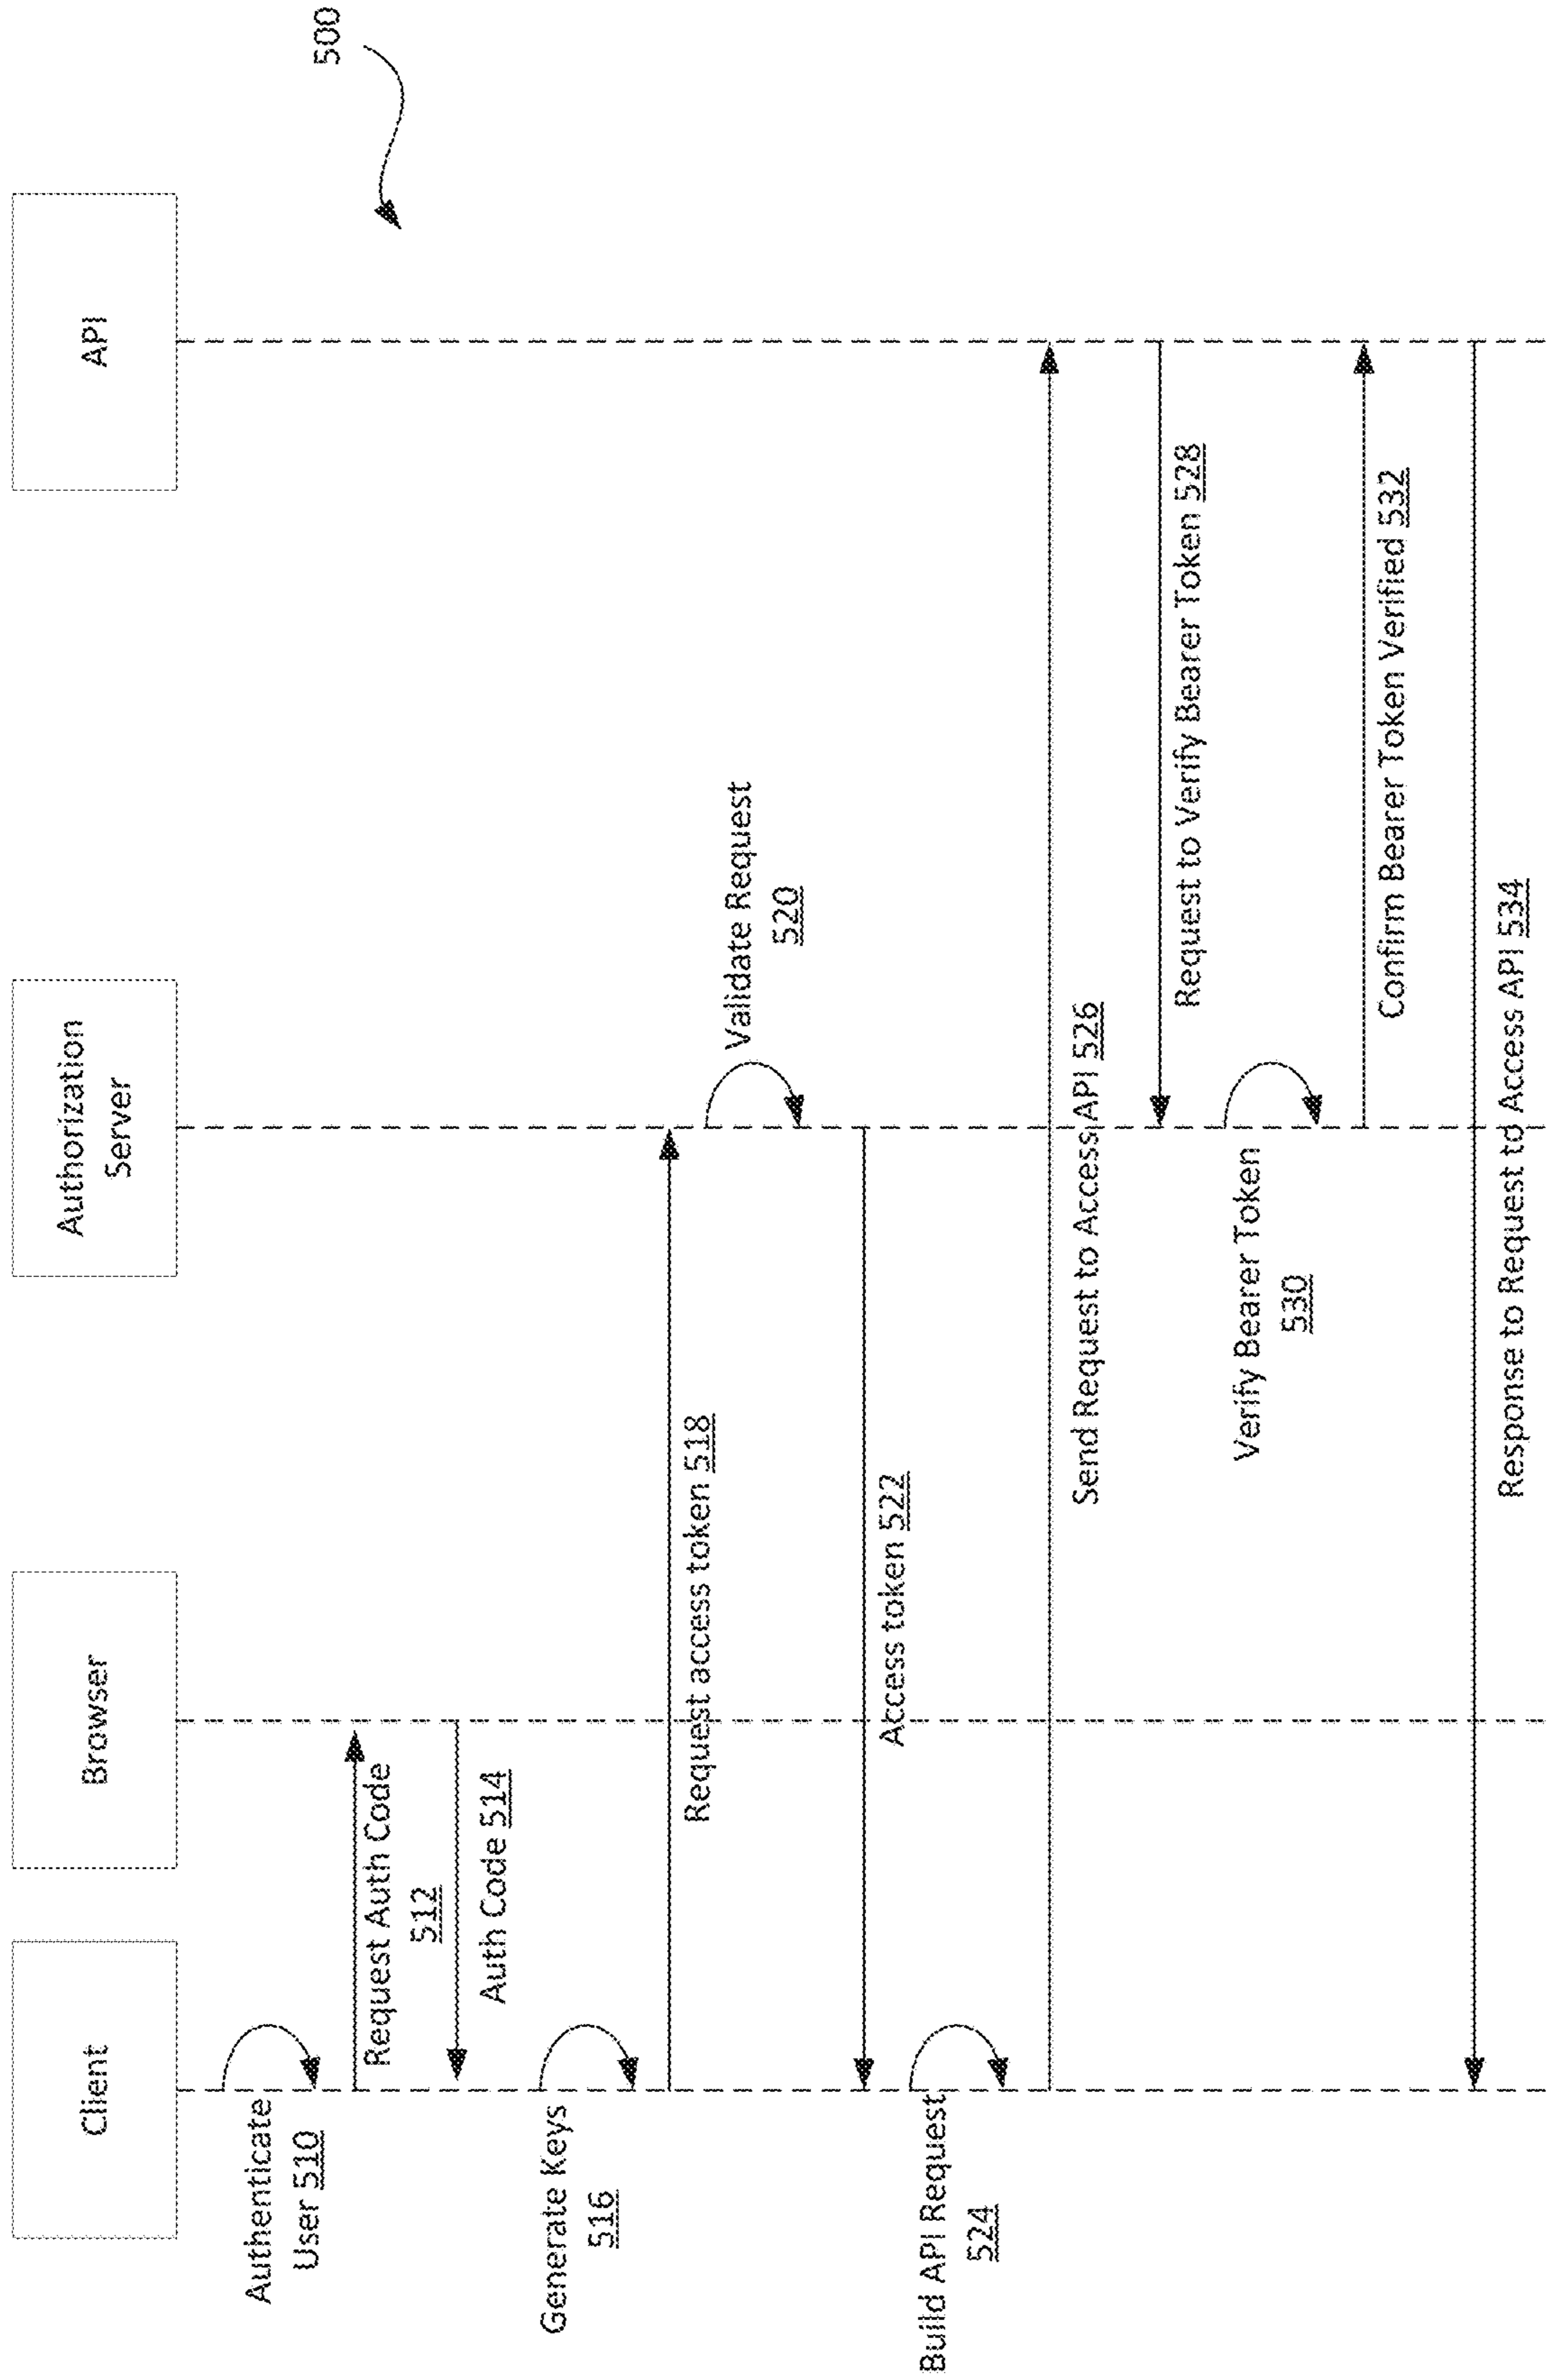 500
Client
Browser
Authorization
Server
API
Authenticate
User 510
Request Auth Code
512
Auth Code 514
Generate Keys
516
Request access token 518
Validate Request
520
Access token 522
Build API Request
524
Send Request to Access API 526
Request to Verify Bearer Token 528
Verify Bearer Token
530
Confirm Bearer Token Verified 532
Response to Request to Access API 534